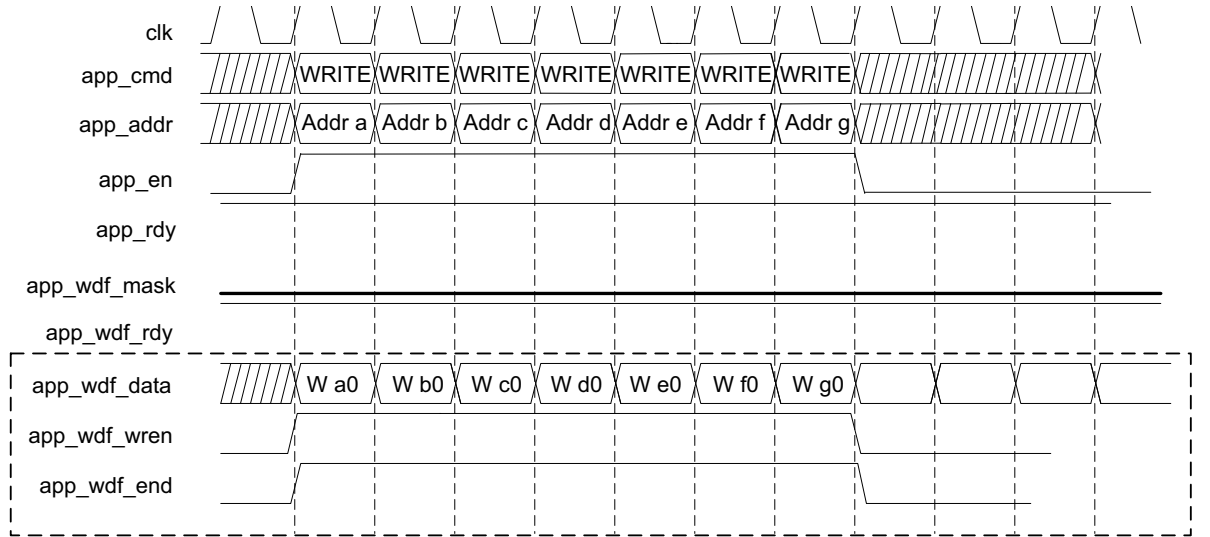 clk
app_cmd WRITE WRITE WRITE WRITE WRITE WRITE WRITE
app_addr Addr a Addr b Addr c Addr d Addr e Addr f Addr g
app_en
app_rdy
app_wdf_mask
app_wdf_rdy
app_wdf_data W a0 W b0 W c0 W d0 W e0 W f0 W g0
app_wdf_wren
app_wdf_end